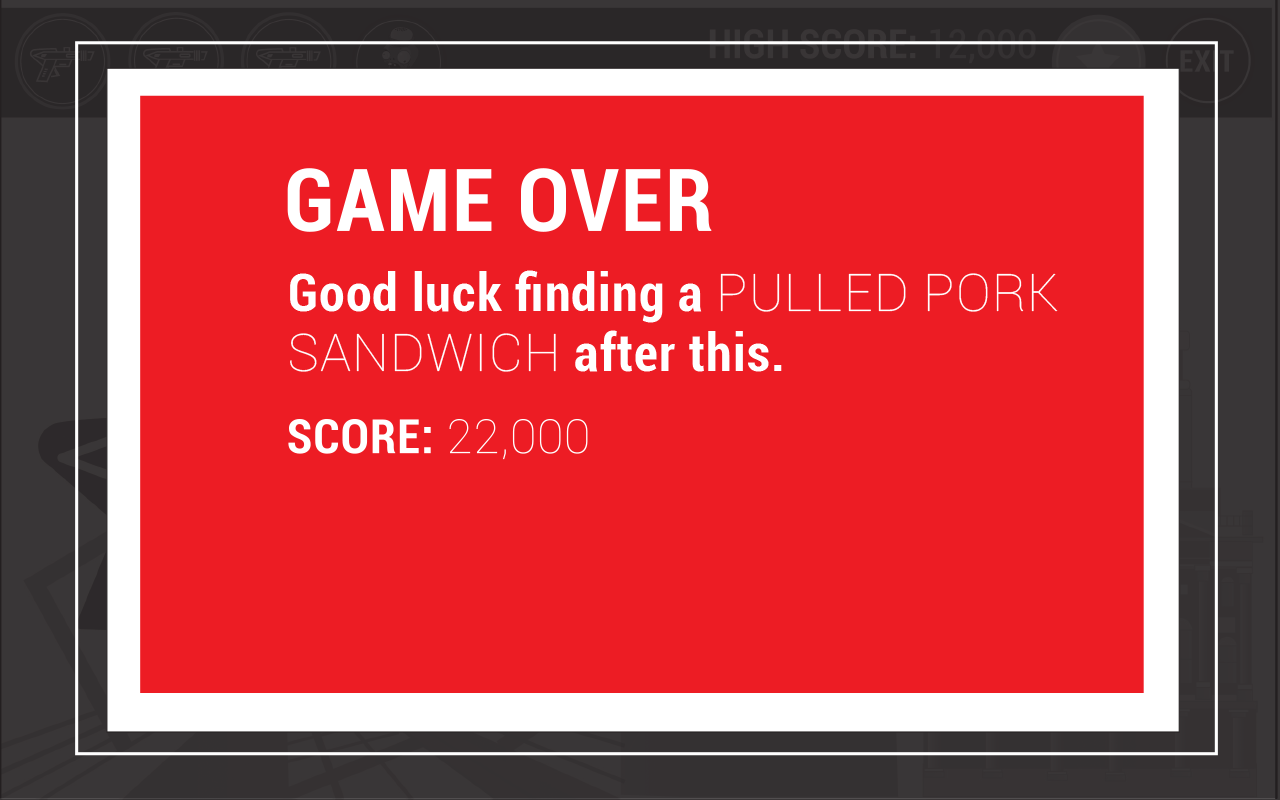 HIGH SCORE: 12,000
EXIT
GAME OVER
Good luck finding a PULLED PORK
SANDWICH after this.
SCORE: 22,000